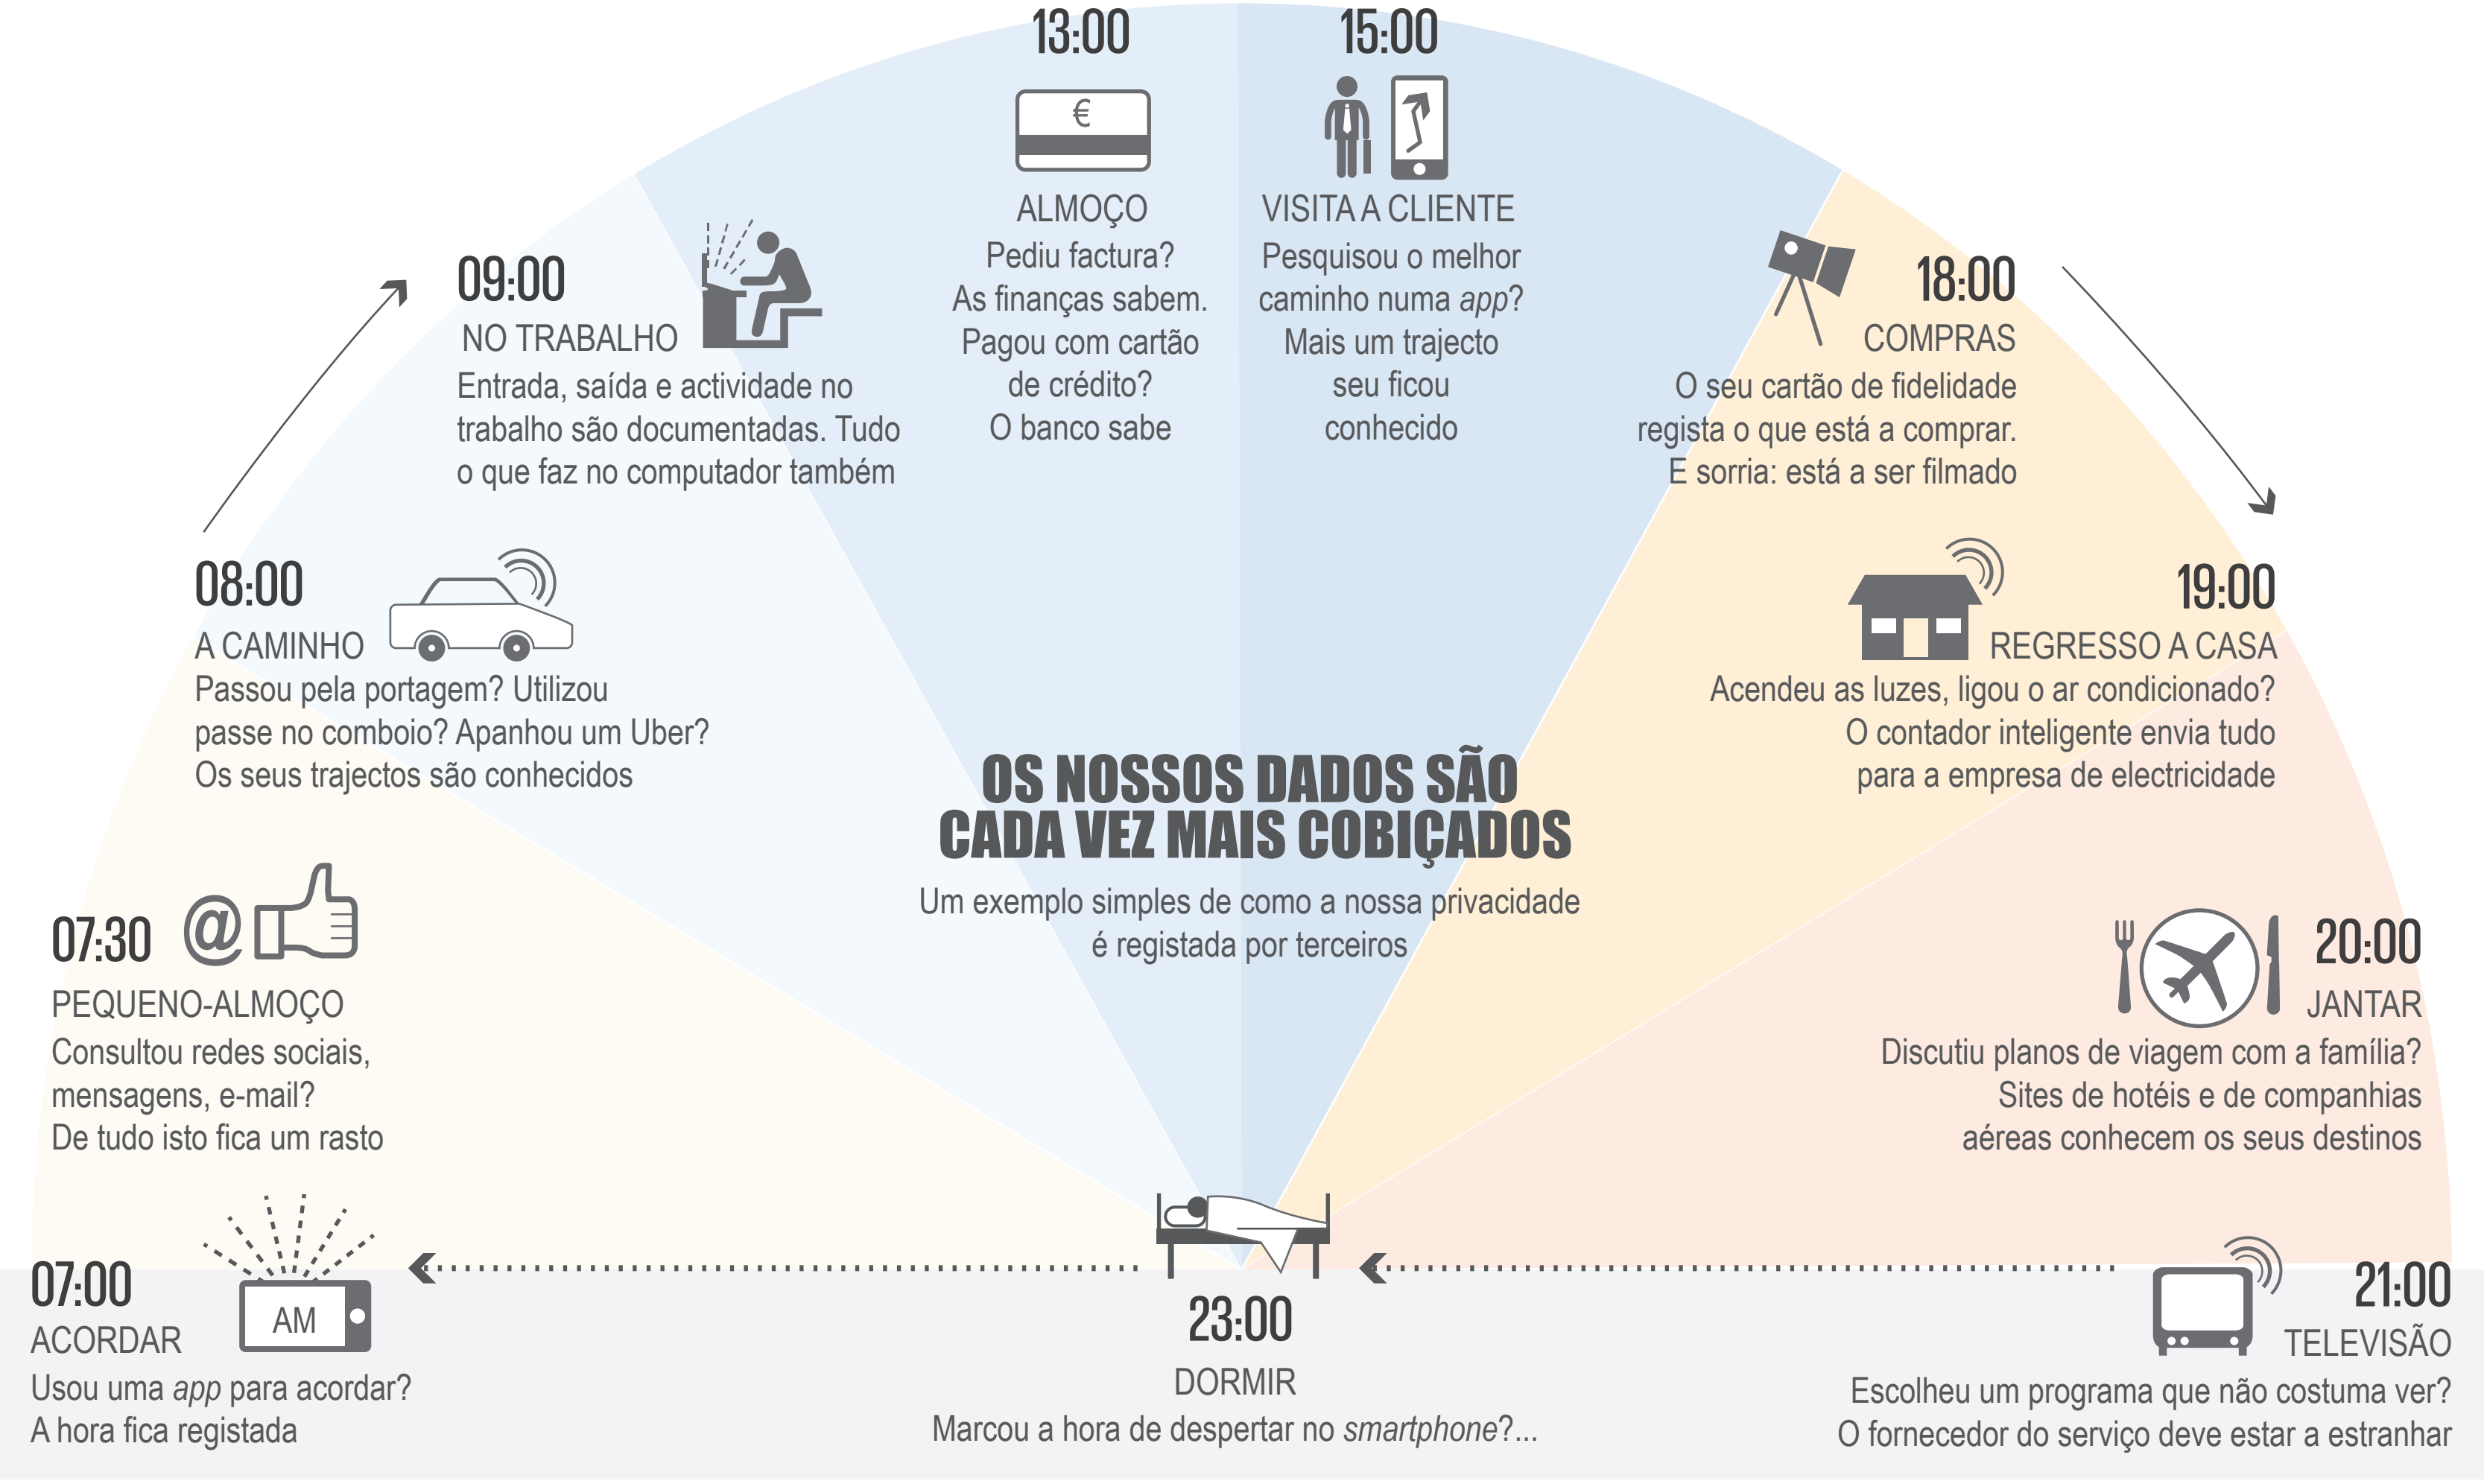 OS NOSSOS DADOS SÃO
CADA VEZ MAIS COBIÇADOS
Um exemplo simples de como a nossa privacidade
é registada por terceiros
07:00
AM
ACORDAR
Usou uma app para acordar?
A hora fica registada
07:30
@
PEQUENO-ALMOÇO
Consultou redes sociais,
mensagens, e-mail?
De tudo isto fica um rasto
08:00
A CAMINHO
Passou pela portagem? Utilizou
passe no comboio? Apanhou um Uber?
Os seus trajectos são conhecidos
09:00
NO TRABALHO
Entrada, saída e actividade no
trabalho são documentadas. Tudo
o que faz no computador também
13:00
€
ALMOÇO
Pediu factura?
As finanças sabem.
Pagou com cartão
de crédito?
O banco sabe
15:00
VISITA A CLIENTE
Pesquisou o melhor
caminho numa app?
Mais um trajecto
seu ficou
conhecido
18:00
COMPRAS
O seu cartão de fidelidade
regista o que está a comprar.
E sorria: está a ser filmado
19:00
REGRESSO A CASA
Acendeu as luzes, ligou o ar condicionado?
O contador inteligente envia tudo
para a empresa de electricidade
20:00
JANTAR
Discutiu planos de viagem com a família?
Sites de hotéis e de companhias
aéreas conhecem os seus destinos
21:00
TELEVISÃO
Escolheu um programa que não costuma ver?
O fornecedor do serviço deve estar a estranhar
23:00
DORMIR
Marcou a hora de despertar no smartphone?...